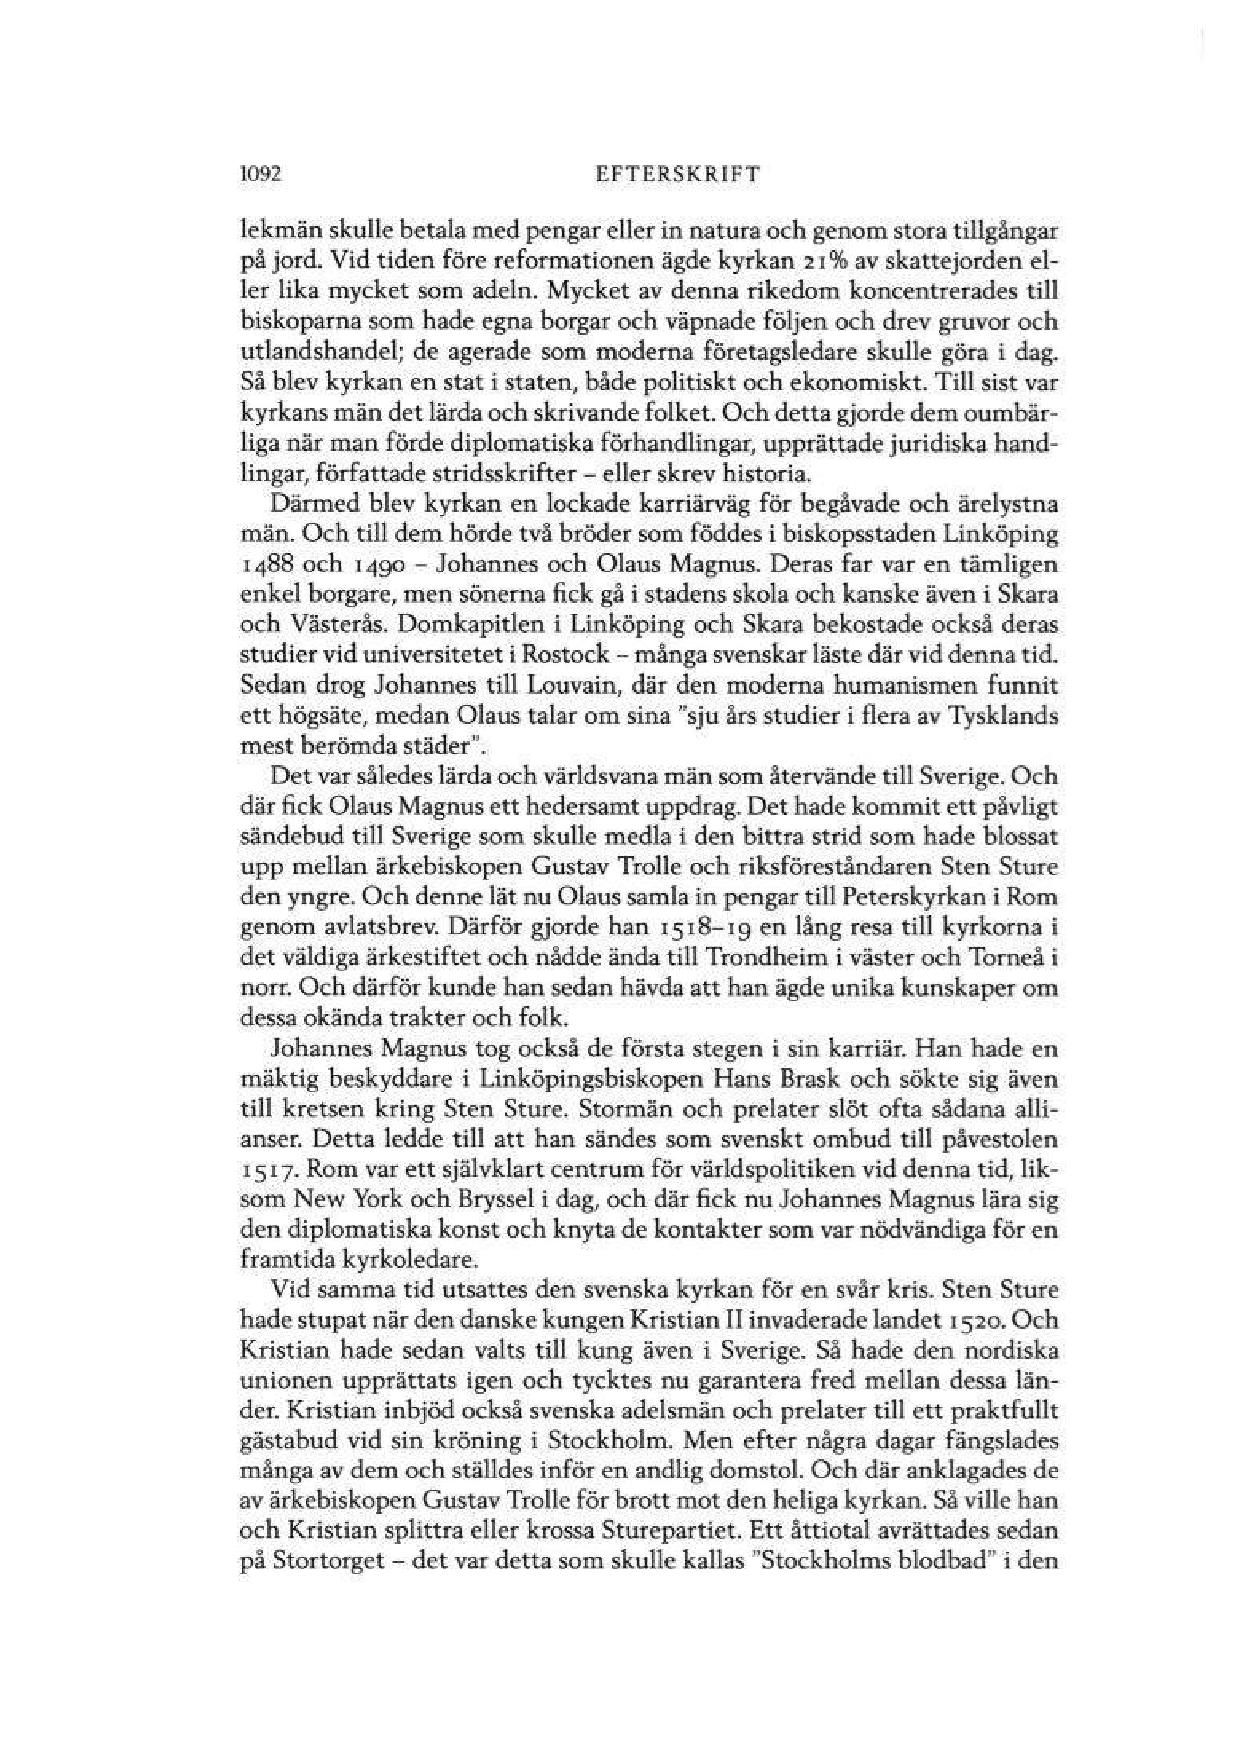 1092 EFTERSKRIFT
lekmän skulle betala med pengar eller in natura och genom stora tillgångar
på jord. Vid tiden före reformationen ägde kyrkan 21% av skattejorden el-
ler lika mycket som adeln. Mycket av denna rikedom koncentrerades till
biskoparna som hade egna borgar och väpnade följen och drev gruvor och
utlandshandel; de agerade som moderna företagsledare skulle göra i dag.
Så blev kyrkan en stat i staten, både politiskt och ekonomiskt. Till sist var
kyrkans män det lärda och skrivande folket. Och detta gjorde dem oumbär-
liga när man förde diplomatiska förhandlingar, upprättade juridiska hand-
lingar, författade stridsskrifter – eller skrev historia.
Därmed blev kyrkan en lockade karriärväg för begåvade och ärelystna
män. Och till dem hörde två bröder som föddes i biskopsstaden Linköping
1488 och 1490 – Johannes och Olaus Magnus. Deras far var en tämligen
enkel borgare, men sönerna fick gå i stadens skola och kanske även i Skara
och Västerås. Domkapitlen i Linköping och Skara bekostade också deras
studier vid universitetet i Rostock – många svenskar läste där vid denna tid.
Sedan drog Johannes till Louvain, där den moderna humanismen funnit
ett högsäte, medan Olaus talar om sina ”sju års studier i flera av Tysklands
mest berömda städer”.
Det var således lärda och världsvana män som återvände till Sverige. Och
där fick Olaus Magnus ett hedersamt uppdrag. Det hade kommit ett påvligt
sändebud till Sverige som skulle medla i den bittra strid som hade blossat
upp mellan ärkebiskopen Gustav Trolle och riksföreståndaren Sten Sture
den yngre. Och denne lät nu Olaus samla in pengar till Peterskyrkan i Rom
genom avlatsbrev. Därför gjorde han 1518–19 en lång resa till kyrkorna i
det väldiga ärkestiftet och nådde ända till Trondheim i väster och Torneå i
norr. Och därför kunde han sedan hävda att han ägde unika kunskaper om
dessa okända trakter och folk.
Johannes Magnus tog också de första stegen i sin karriär. Han hade en
mäktig beskyddare i Linköpingsbiskopen Hans Brask och sökte sig även
till kretsen kring Sten Sture. Stormän och prelater slöt ofta sådana alli-
anser. Detta ledde till att han sändes som svenskt ombud till påvestolen
1517. Rom var ett självklart centrum för världspolitiken vid denna tid, lik-
som New York och Bryssel i dag, och där fick nu Johannes Magnus lära sig
den diplomatiska konst och knyta de kontakter som var nödvändiga för en
framtida kyrkoledare.
Vid samma tid utsattes den svenska kyrkan för en svår kris. Sten Sture
hade stupat när den danske kungen Kristian II invaderade landet 1520. Och
Kristian hade sedan valts till kung även i Sverige. Så hade den nordiska
unionen upprättats igen och tycktes nu garantera fred mellan dessa län-
der. Kristian inbjöd också svenska adelsmän och prelater till ett praktfullt
gästabud vid sin kröning i Stockholm. Men efter några dagar fängslades
många av dem och ställdes inför en andlig domstol. Och där anklagades de
av ärkebiskopen Gustav Trolle för brott mot den heliga kyrkan. Så ville han
och Kristian splittra eller krossa Sturepartiet. Ett åttiotal avrättades sedan
på Stortorget – det var detta som skulle kallas ”Stockholms blodbad” i den